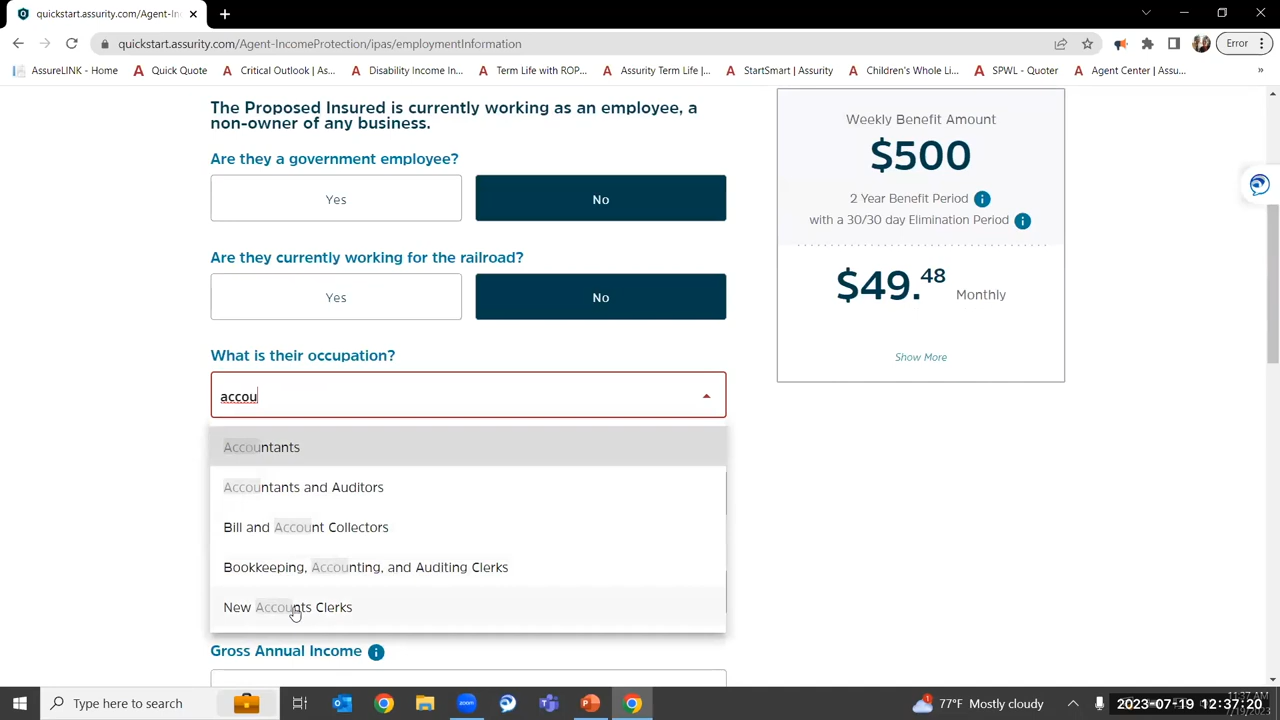 quickstart.assurity.com/Agent-In
quickstart.assurity.com/Agent-IncomeProtection/ipas/employmentInformation
Error
AssureLINK - Home
Quick Quote
Critical Outlook | As...
Disability Income In...
Term Life with ROP...
Assurity Term Life |...
StartSmart | Assurity
Children's Whole Li...
SPWL - Quoter
Agent Center | Assu...
»
The Proposed Insured is currently working as an employee, a
non-owner of any business.
Are they a government employee?
Yes
No
Are they currently working for the railroad?
Yes
No
What is their occupation?
accou
Accountants
Accountants and Auditors
Bill and Account Collectors
Bookkeeping, Accounting, and Auditing Clerks
New Accounts Clerks
Gross Annual Income
Weekly Benefit Amount
$500
2 Year Benefit Period
with a 30/30 day Elimination Period
$49.48 Monthly
Show More
Type here to search
77°F Mostly cloudy
2023-07-19 12:37:20
11:37 AM
7/19/2023